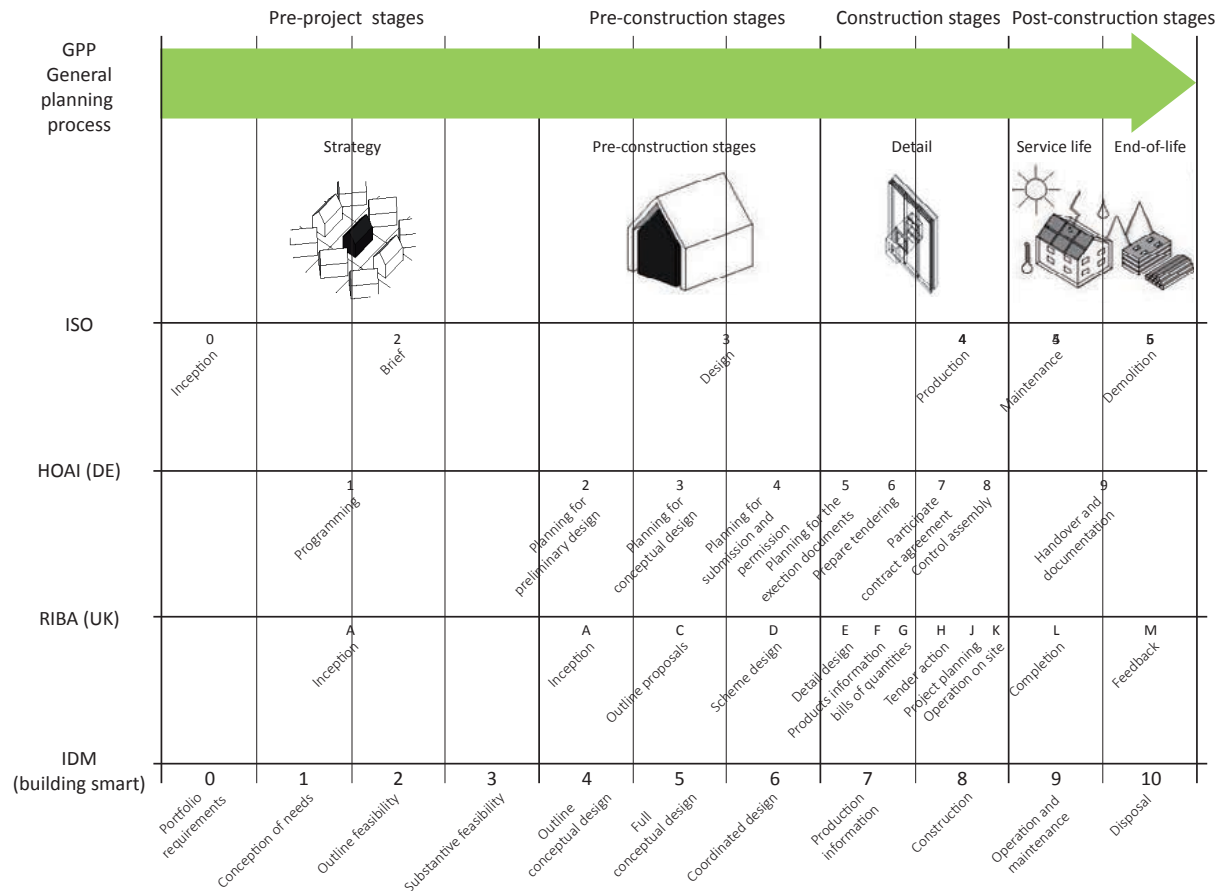 Pre-project stages
Pre-construction stages
Construction stages
Post-construction stages
GPP
General
planning
process
Strategy
Pre-construction stages
Detail
Service life
End-of-life
ISO
0
2
3
4
Inception
Brief
Design
Production
Maintenance
Demolition
HOAI (DE)
1
2
3
4
5
6
7
8
9
Programming
Planning for
preliminary design
Planning for
conceptual design
Planning for
submission and
permission
Planning for the
exection documents
Prepare tendering
Participate
contract agreement
Control assembly
Handover and
documentation
RIBA (UK)
A
A
C
D
E
F
G
H
J
K
L
M
Inception
Inception
Outline proposals
Scheme design
Detail design
Products information
bills of quantities
Tender action
Project planning
Operation on site
Completion
Feedback
IDM
(building smart)
0
1
2
3
4
5
6
7
8
9
10
Portfolio
requirements
Conception of needs
Outline feasibility
Substantive feasibility
Outline
conceptual design
Full
conceptual design
Coordinated design
Production
information
Construction
Operation and
maintenance
Disposal